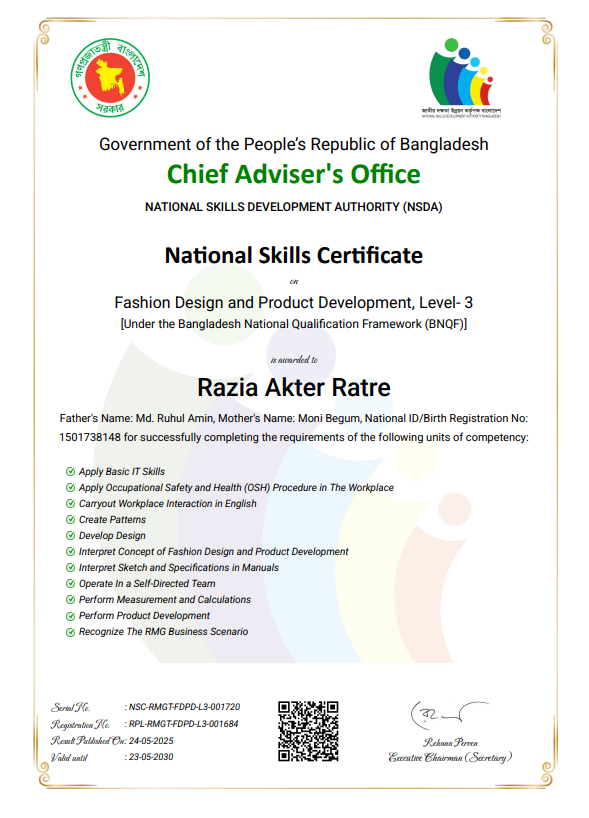 গণপ্রজাতন্ত্রী বাংলাদেশ
সরকার
জাতীয় দক্ষতা উন্নয়ন কর্তৃপক্ষ বাংলাদেশ
NATIONAL SKILLS DEVELOPMENT AUTHORITY BANGLADESH
Government of the People's Republic of Bangladesh
Chief Adviser's Office
NATIONAL SKILLS DEVELOPMENT AUTHORITY (NSDA)
National Skills Certificate
on
Fashion Design and Product Development, Level- 3
[Under the Bangladesh National Qualification Framework (BNQF)]
is awarded to
Razia Akter Ratre
Father's Name: Md. Ruhul Amin, Mother's Name: Moni Begum, National ID/Birth Registration No:
1501738148 for successfully completing the requirements of the following units of competency:
Apply Basic IT Skills
Apply Occupational Safety and Health (OSH) Procedure in The Workplace
Carryout Workplace Interaction in English
Create Patterns
Develop Design
Interpret Concept of Fashion Design and Product Development
Interpret Sketch and Specifications in Manuals
Operate In a Self-Directed Team
Perform Measurement and Calculations
Perform Product Development
Recognize The RMG Business Scenario
Serial No. : NSC-RMGT-FDPD-L3-001720
Registration No. : RPL-RMGT-FDPD-L3-001684
Result Published On : 24-05-2025
Valid until : 23-05-2030
Rehana Perven
Executive Chairman (Secretary)